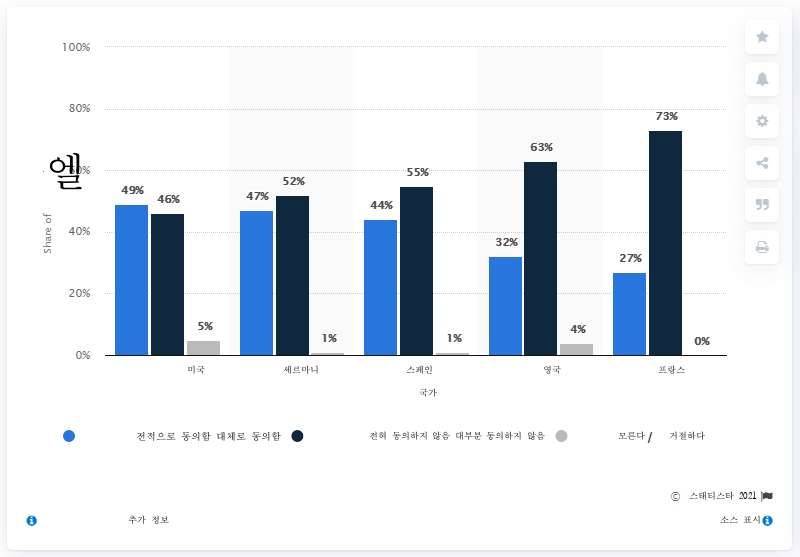 100%
80%
60%
40%
20%
0%
엘
Share of
49% 46% 5%
47% 52% 1%
44% 55% 1%
32% 63% 4%
27% 73% 0%
미국 세르마니 스페인 영국 프랑스
국가
전적으로 동의함 대체로 동의함 전혀 동의하지 않음 대부분 동의하지 않음 모른다 / 거절하다
© 스태티스타 2021
추가 정보 소스 표시